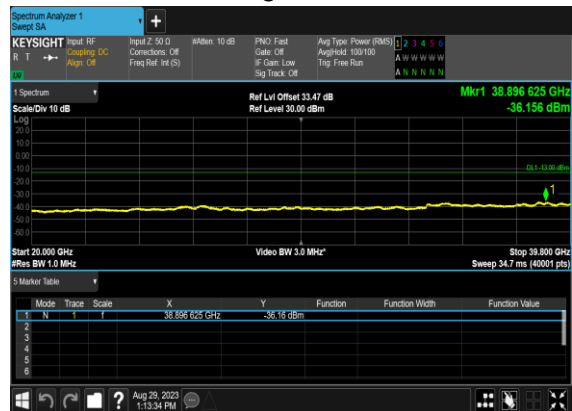 Spectrum Analyzer 1
Swept SA
KEYSIGHT Input: RF Input Z: 50 Ω #Atten: 10 dB PNO: Fast Avg Type: Power (RMS) 1 2 3 4 5 6
R T Coupling: DC Corrections: Off Gate: Off Avg|Hold: 100/100 A W W W W W
Align: Off Freq Ref: Int (S) IF Gain: Low Trig: Free Run
LW Sig Track: Off A N N N N N
1 Spectrum Ref Lvl Offset 33.47 dB Mkr1 38.896 625 GHz
Scale/Div 10 dB Ref Level 30.00 dBm -36.156 dBm
Log
20.0
10.0
0.00
-10.0 DL1 -13.00 dBm
-20.0
-30.0 1
-40.0
-50.0
-60.0
Start 20.000 GHz Video BW 3.0 MHz* Stop 39.800 GHz
#Res BW 1.0 MHz Sweep 34.7 ms (40001 pts)
5 Marker Table
Mode Trace Scale X Y Function Function Width Function Value
1 N 1 f 38.896 625 GHz -36.16 dBm
2
3
4
5
6
? Aug 29, 2023
1:13:34 PM